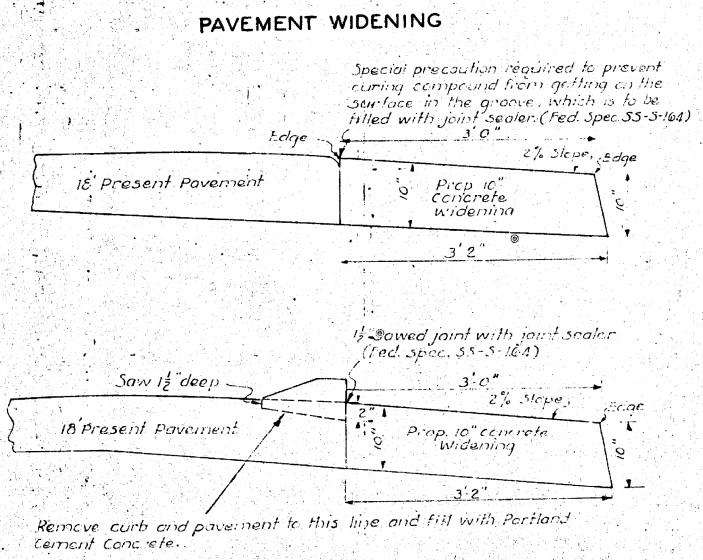 PAVEMENT WIDENING
Special precaution required to prevent
curing compound from getting on the
surface in the groove, which is to be
filled with joint sealer. (Fed. Spec. SS-S-164)
Edge
3'0"
2% Slope,
Edge
18' Present Pavement
10"
Prop 10"
concrete
widening
10"
3'2"
1½" Sawed joint with joint sealer
(Fed. spec. SS-S-164)
Saw 1½" deep
3'-0"
2% Slope,
Edge
2"
18' Present Pavement
10"
Prop. 10" concrete
widening
10"
3'2"
Remove curb and pavement to this line and fill with Portland
Cement Concrete.